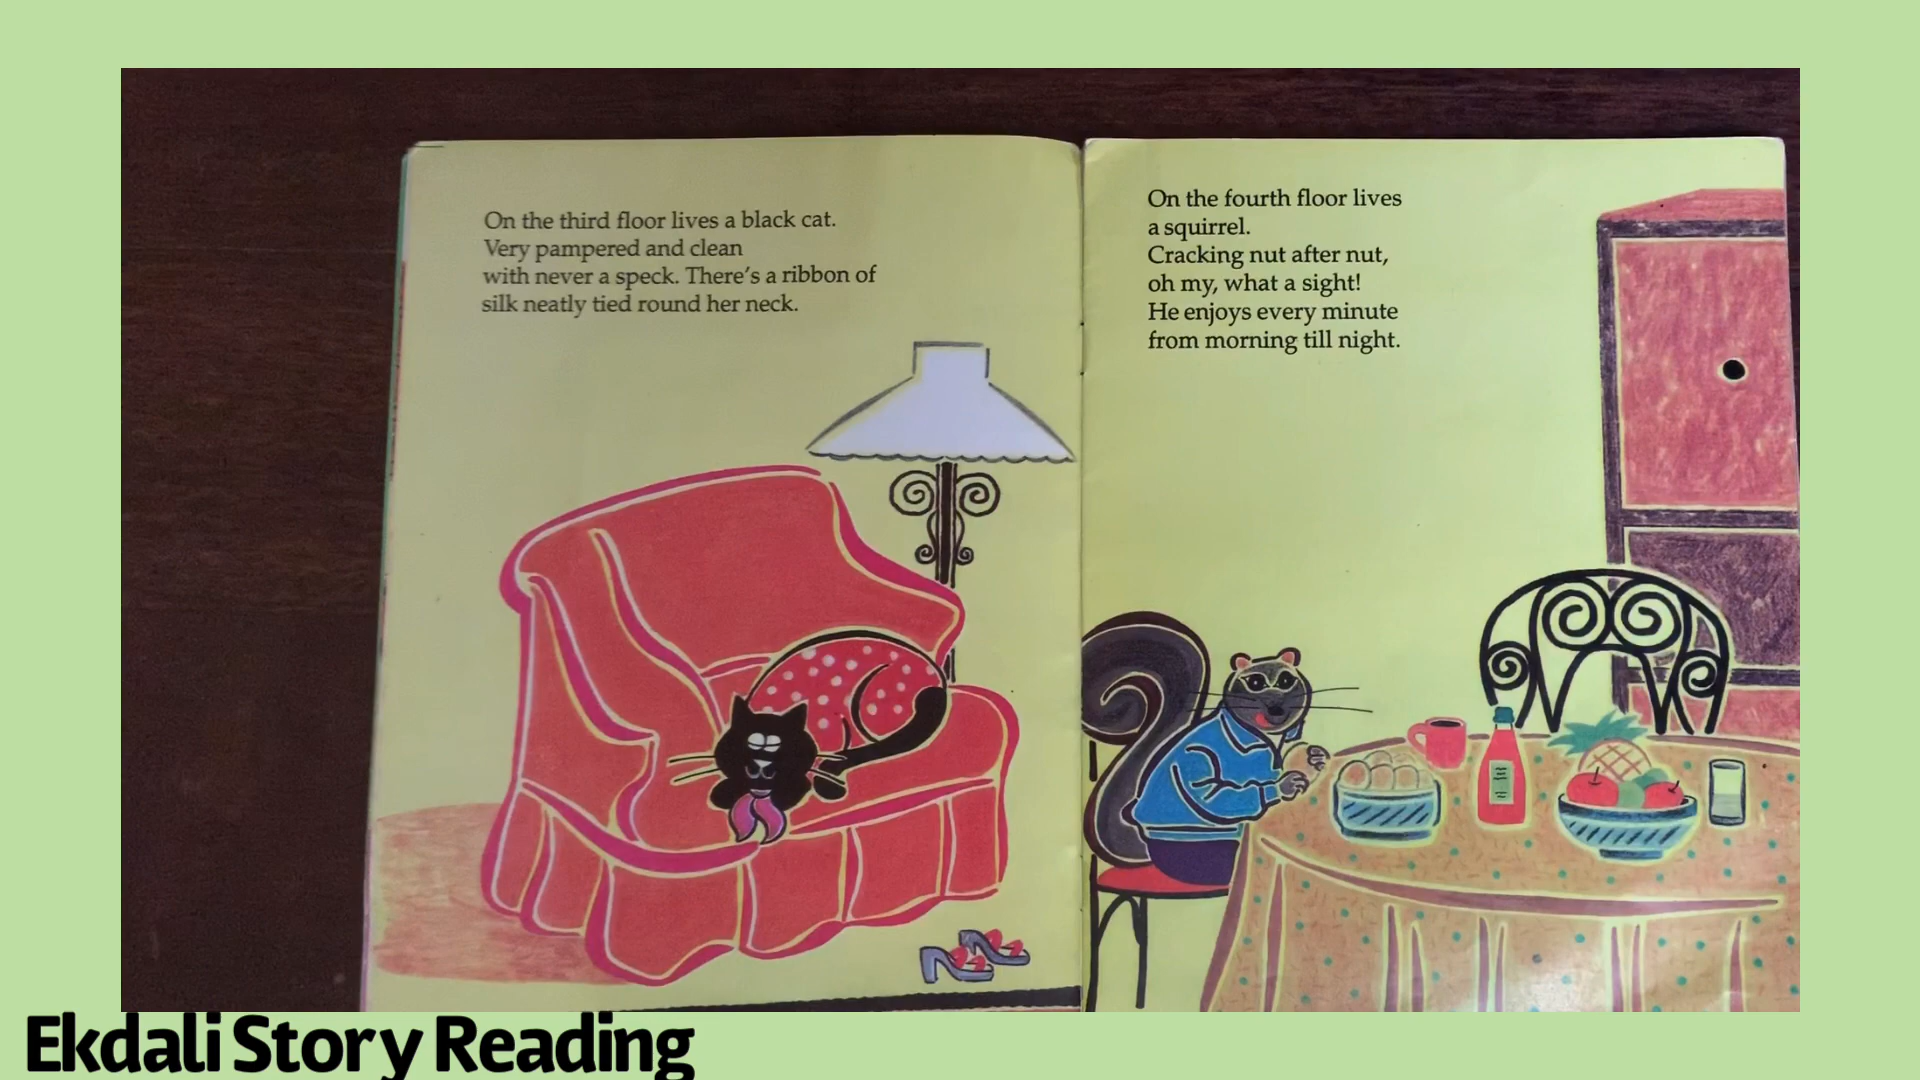 On the third floor lives a black cat.
Very pampered and clean
with never a speck. There's a ribbon of
silk neatly tied round her neck.
On the fourth floor lives
a squirrel.
Cracking nut after nut,
oh my, what a sight!
He enjoys every minute
from morning till night.
Ekdali Story Reading